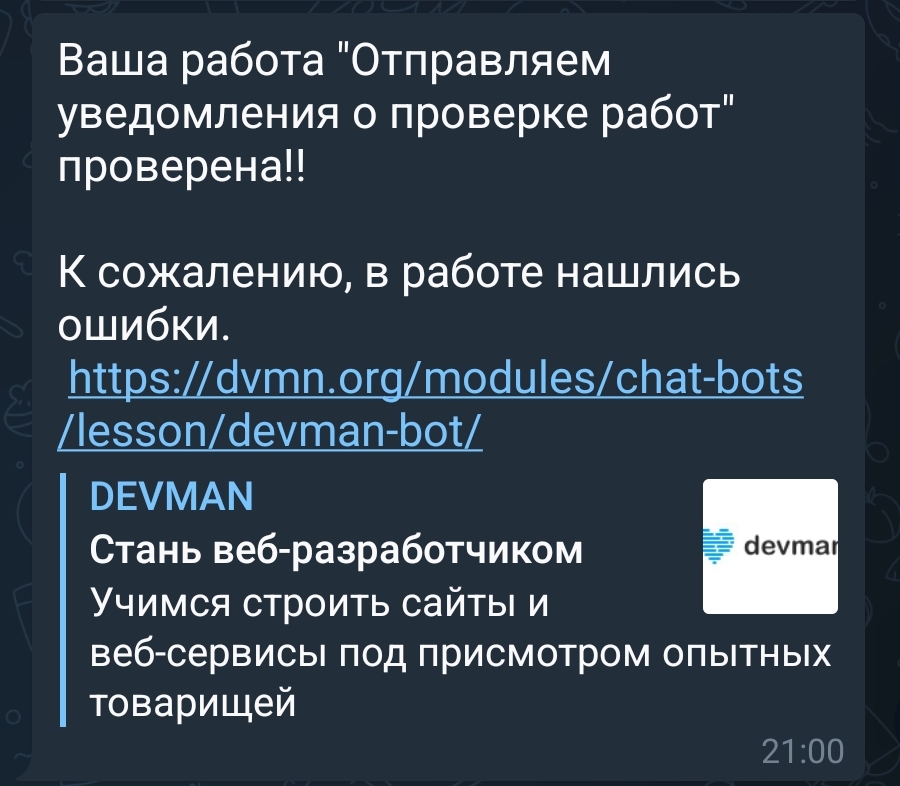 Ваша работа "Отправляем
уведомления о проверке работ"
проверена!!
К сожалению, в работе нашлись
ошибки.
https://dvmn.org/modules/chat-bots
/lesson/devman-bot/
DEVMAN
Стань веб-разработчиком
devman
Учимся строить сайты и
веб-сервисы под присмотром опытных
товарищей
21:00